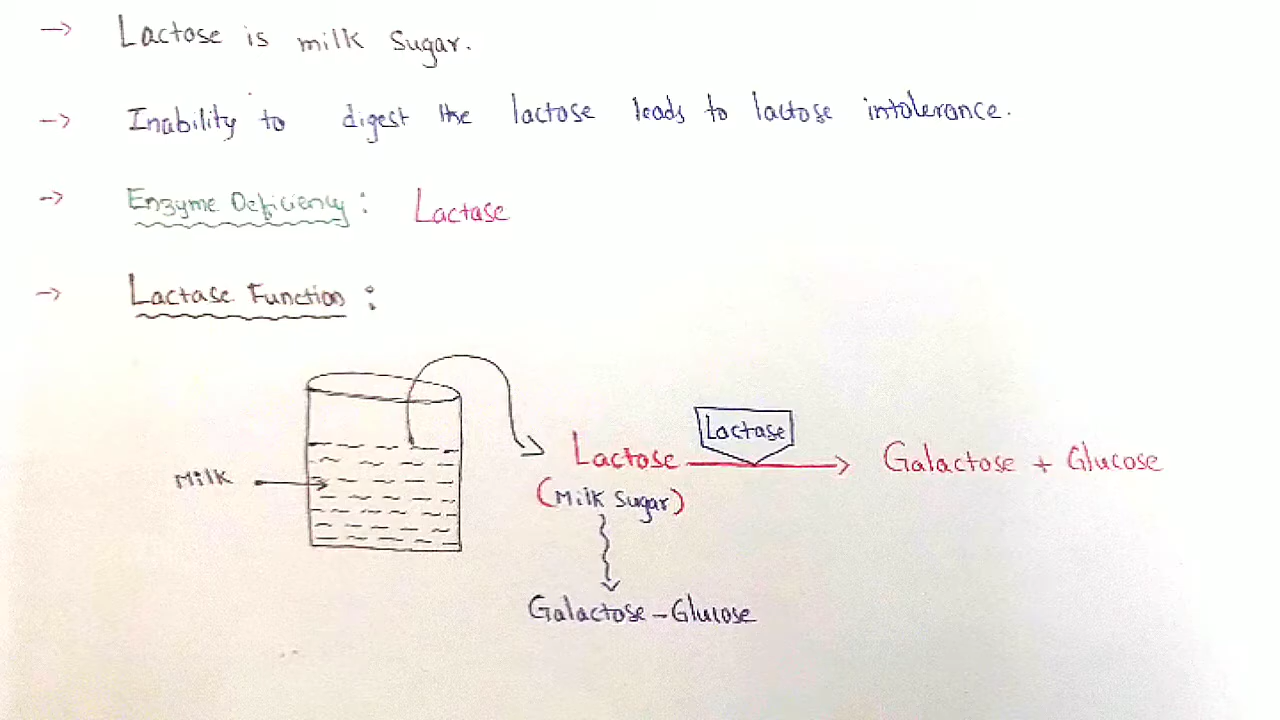 → Lactose is milk sugar.
→ Inability to digest the lactose leads to lactose intolerance.
→ Enzyme Deficiency: Lactase
→ Lactase Function:
Lactase
Milk
Lactose → Galactose + Glucose
(Milk Sugar)
Galactose-Glucose